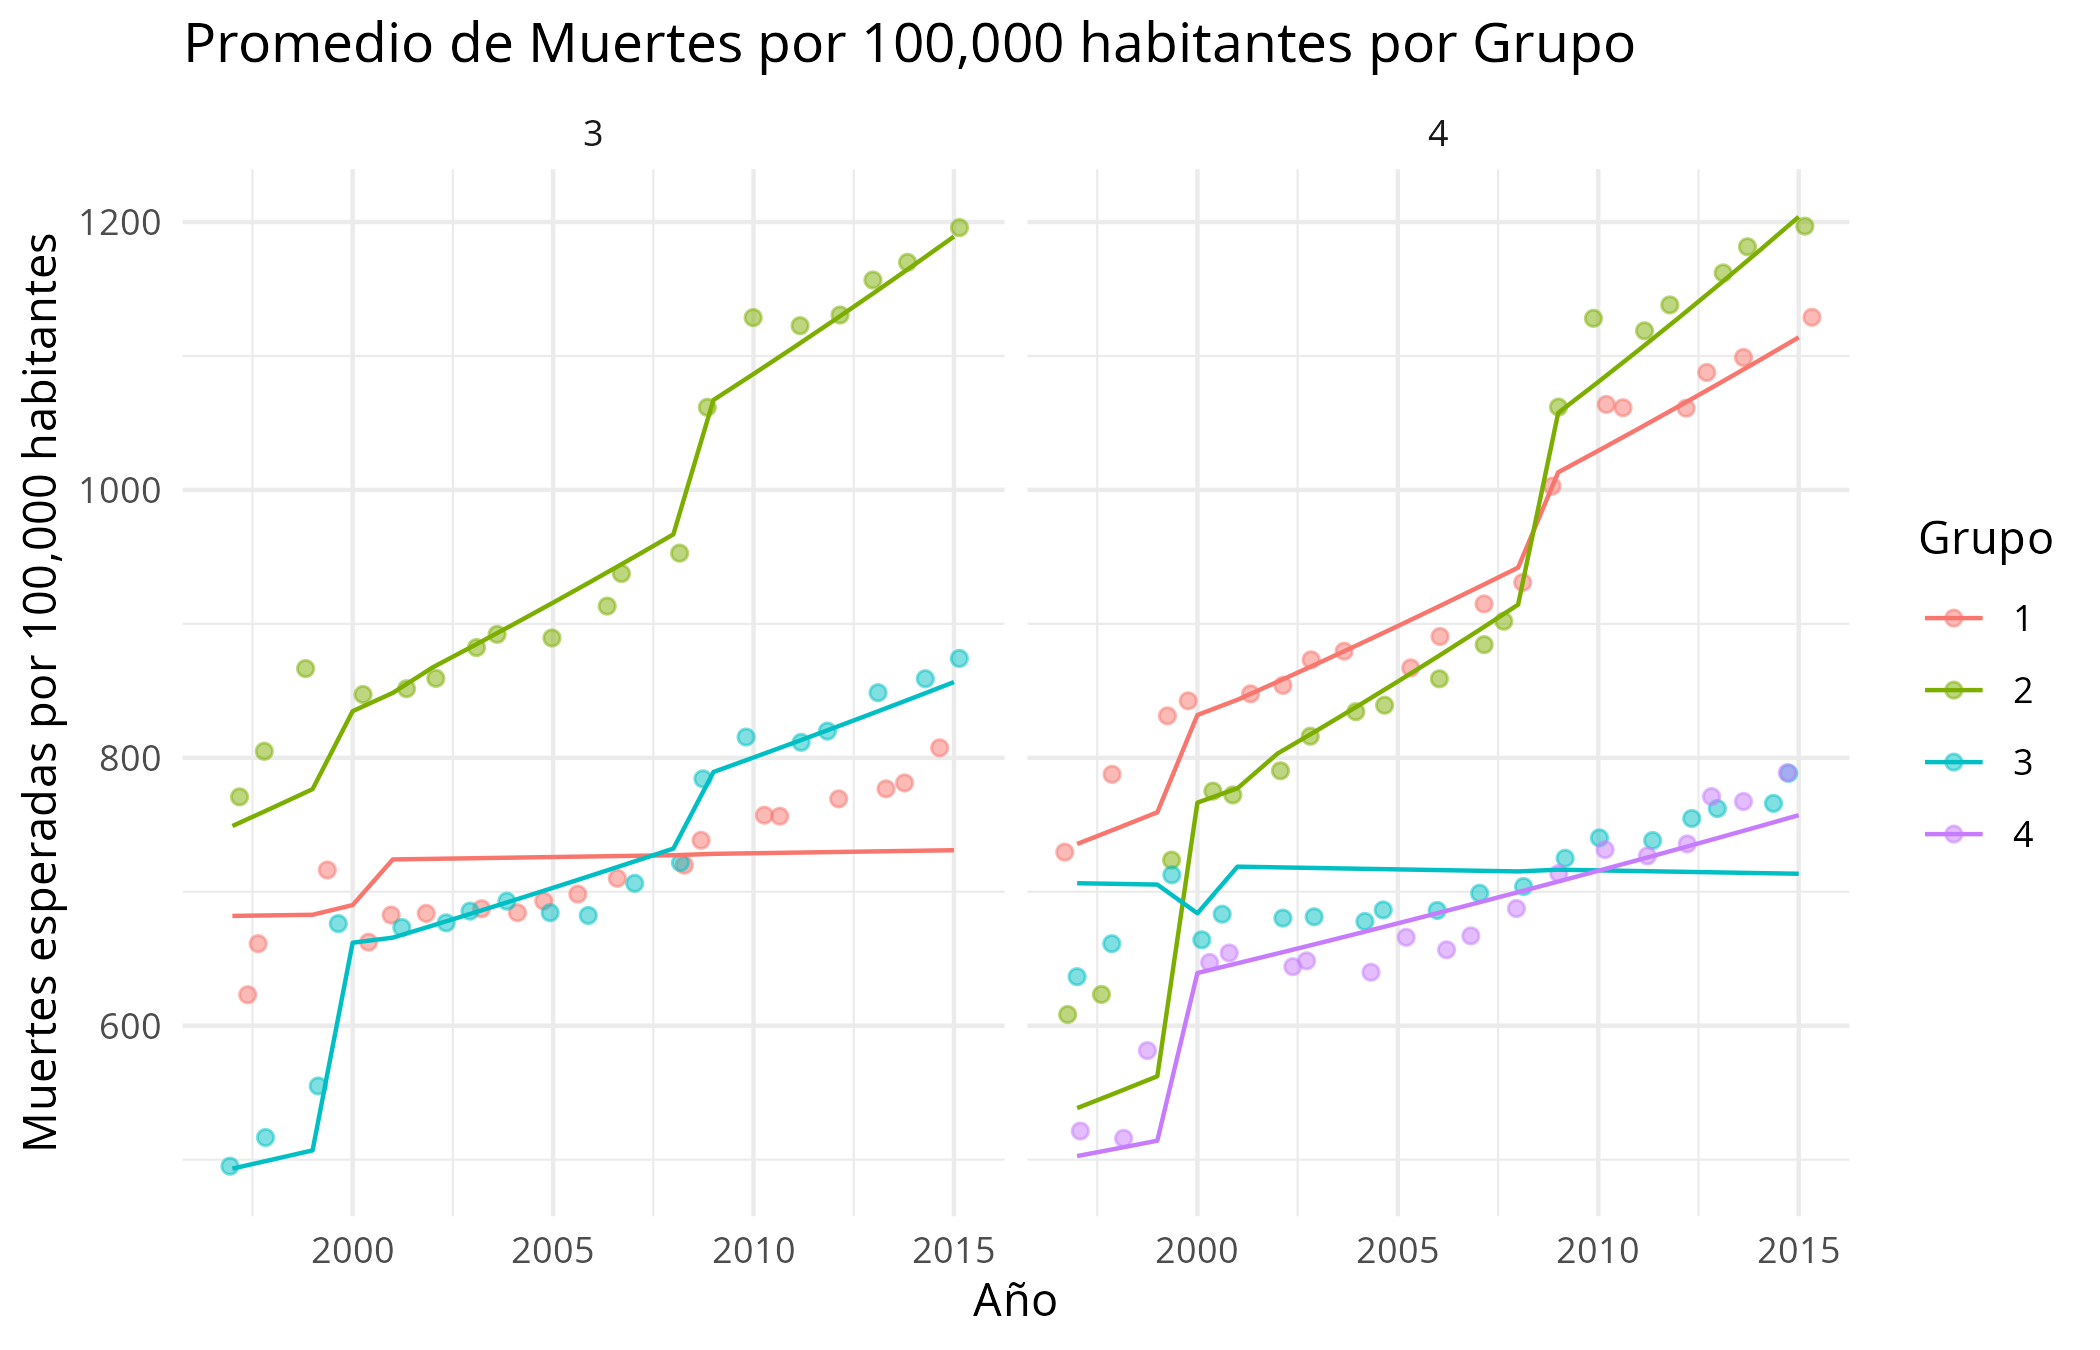 Promedio de Muertes por 100,000 habitantes por Grupo
3
4
Muertes esperadas por 100,000 habitantes
1200
1000
800
600
2000 2005 2010 2015
2000 2005 2010 2015
Año
Grupo
1
2
3
4